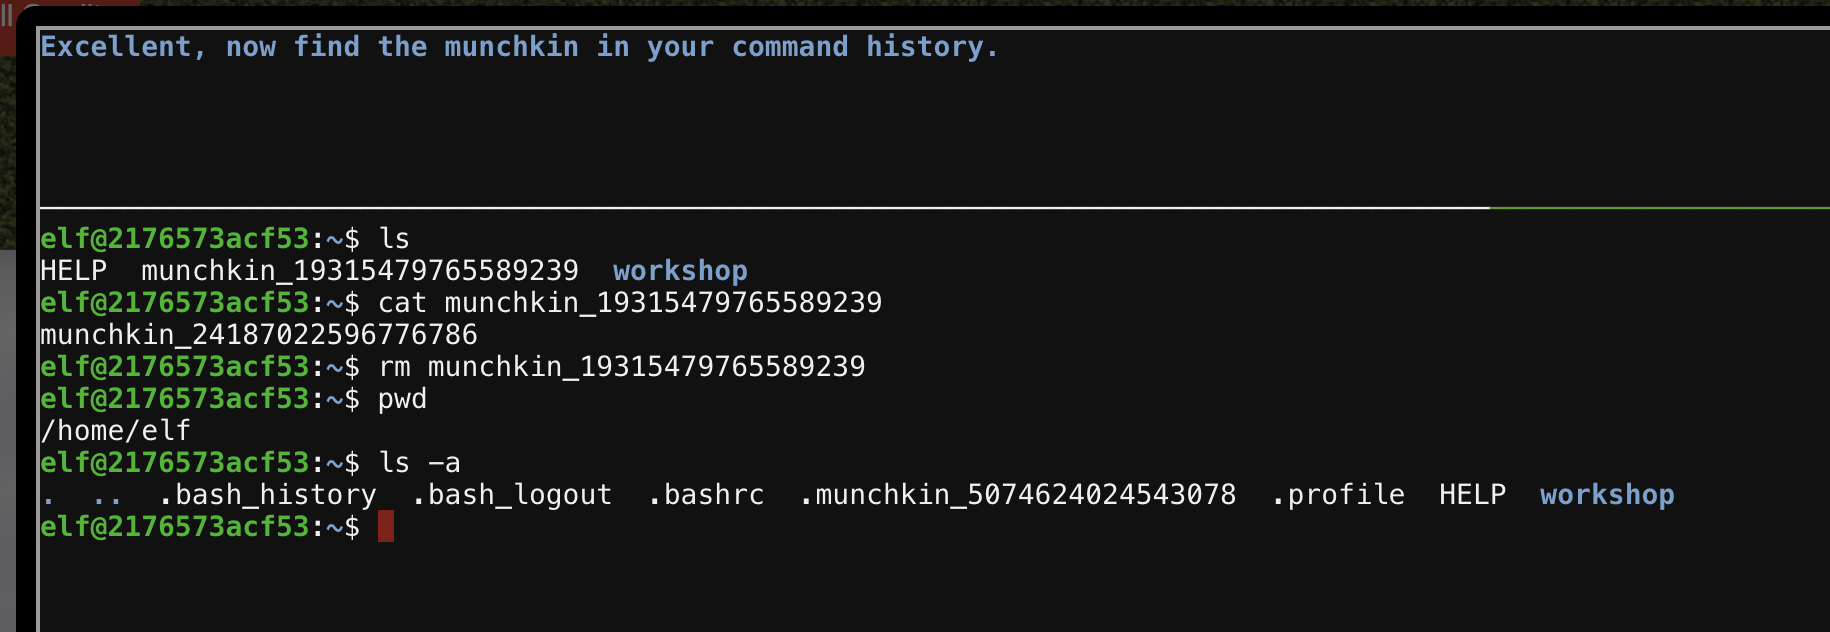 Excellent, now find the munchkin in your command history.
elf@2176573acf53:~$ ls
HELP  munchkin_19315479765589239  workshop
elf@2176573acf53:~$ cat munchkin_19315479765589239
munchkin_24187022596776786
elf@2176573acf53:~$ rm munchkin_19315479765589239
elf@2176573acf53:~$ pwd
/home/elf
elf@2176573acf53:~$ ls -a
.  ..  .bash_history  .bash_logout  .bashrc  .munchkin_5074624024543078  .profile  HELP  workshop
elf@2176573acf53:~$